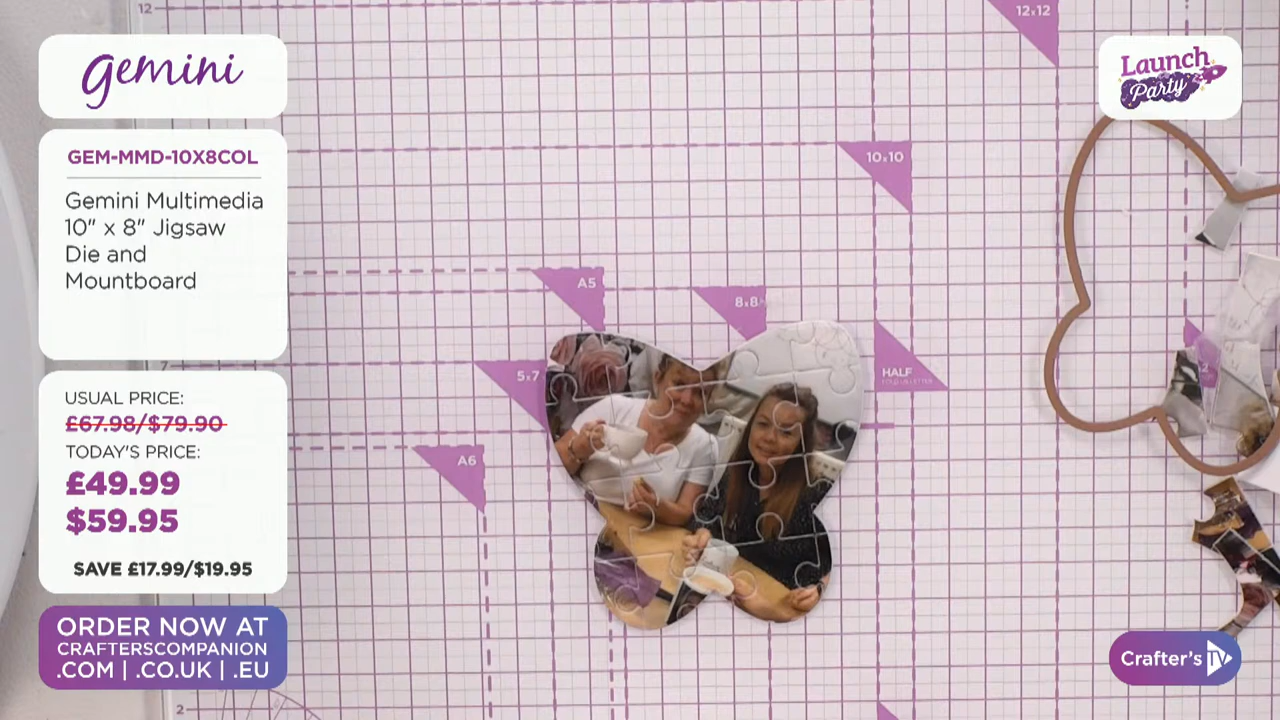 12
12x12
gemini
Launch
Party
GEM-MMD-10X8COL
Gemini Multimedia
10" x 8" Jigsaw
Die and
Mountboard
10x10
A5
8x8
7
5x7
HALF
USUAL PRICE:
£67.98/$79.90
TODAY'S PRICE:
£49.99
$59.95
A6
SAVE £17.99/$19.95
ORDER NOW AT
CRAFTERSCOMPANION
.COM | .CO.UK | .EU
Crafter's TV
2